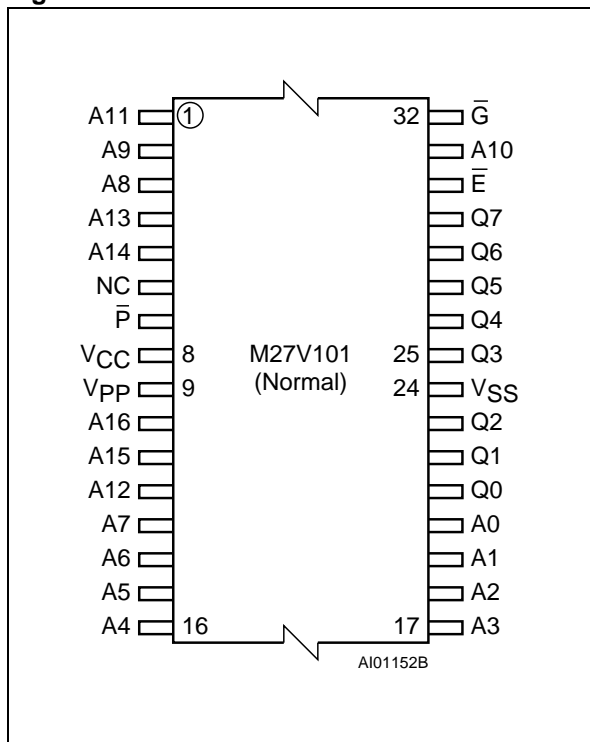 A11 ① 32 G̅
A9 A10
A8 E̅
A13 Q7
A14 Q6
NC Q5
P̅ Q4
VCC 8 M27V101 25 Q3
VPP 9 (Normal) 24 VSS
A16 Q2
A15 Q1
A12 Q0
A7 A0
A6 A1
A5 A2
A4 16 17 A3
AI01152B